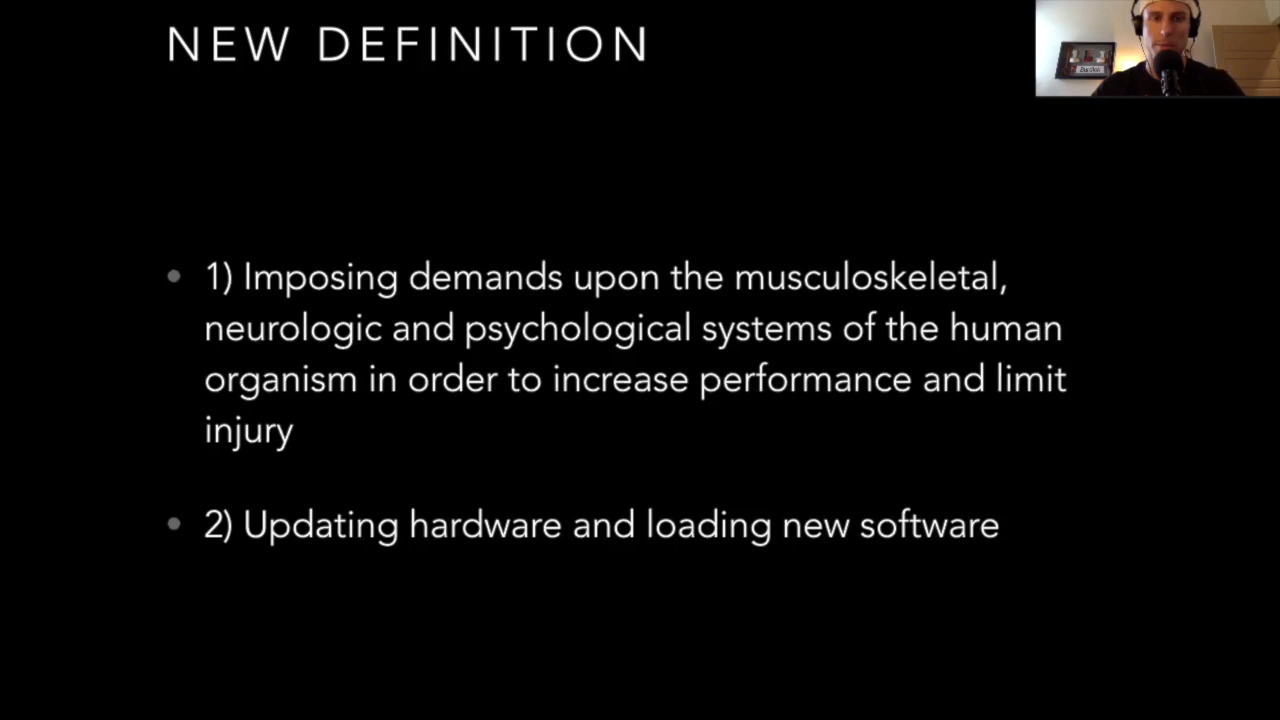 NEW DEFINITION
• 1) Imposing demands upon the musculoskeletal,
neurologic and psychological systems of the human
organism in order to increase performance and limit
injury
• 2) Updating hardware and loading new software